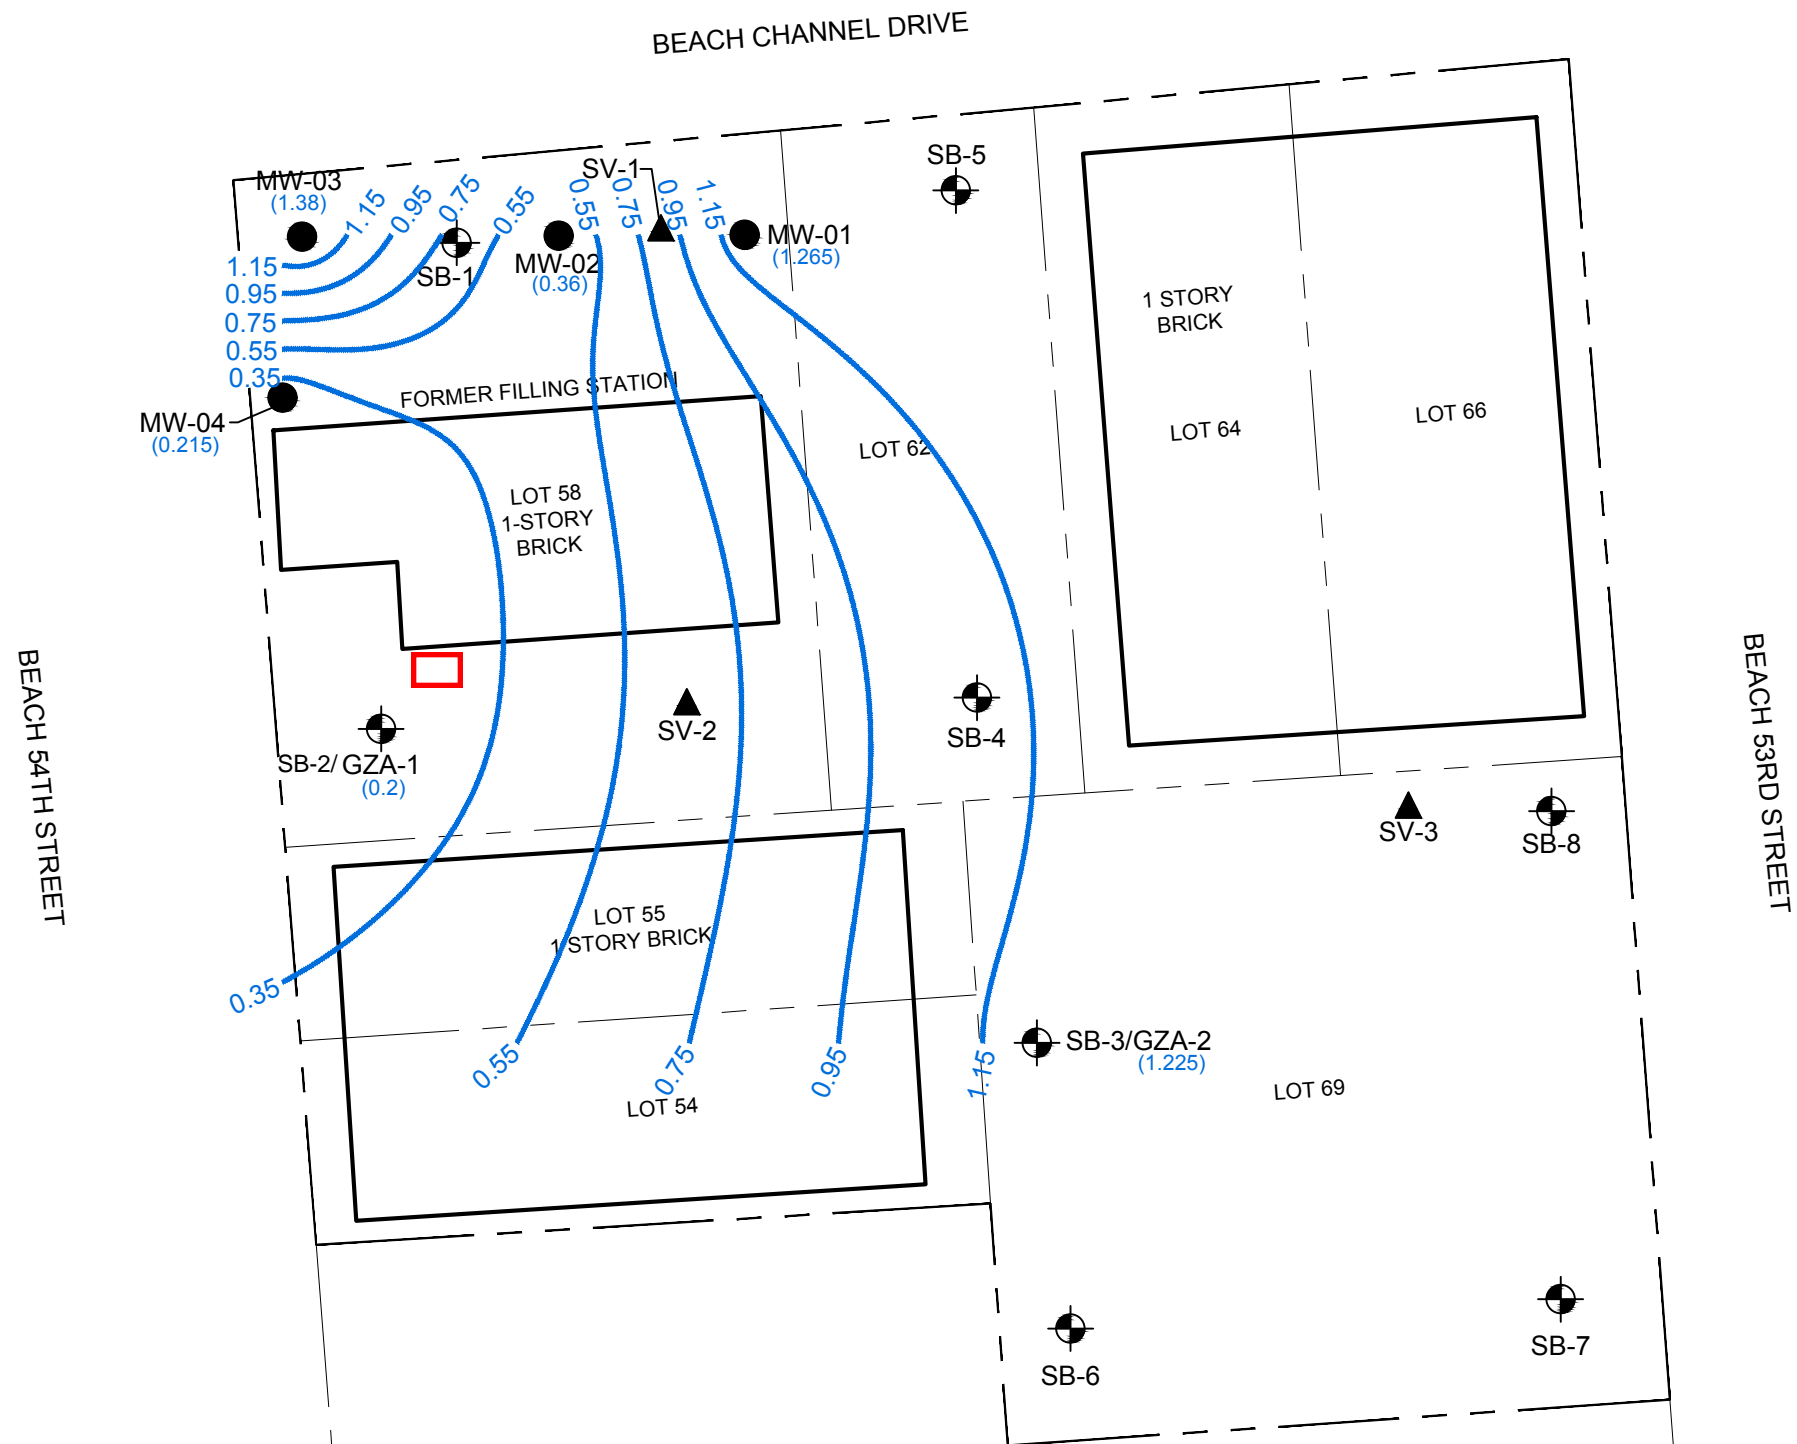 BEACH CHANNEL DRIVE
SB-5
SV-1
MW-03
(1.38)
1.15
0.95
0.75
0.55
0.55
0.75
0.95
1.15
MW-01
(1.265)
MW-02
(0.36)
SB-1
1.15
0.95
0.75
0.55
0.35
MW-04
(0.215)
FORMER FILLING STATION
1 STORY
BRICK
LOT 64
LOT 66
LOT 62
LOT 58
1-STORY
BRICK
BEACH 54TH STREET
BEACH 53RD STREET
SV-2
SB-4
SB-2/ GZA-1
(0.2)
SV-3
SB-8
LOT 55
1 STORY BRICK
0.35
0.55
0.75
0.95
1.15
SB-3/GZA-2
(1.225)
LOT 54
LOT 69
SB-6
SB-7